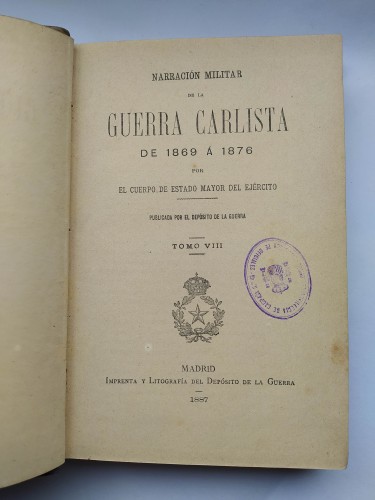 NARRACIÓN MILITAR
DE LA
GUERRA CARLISTA
DE 1869 Á 1876
POR
EL CUERPO DE ESTADO MAYOR DEL EJÉRCITO
PUBLICADA POR EL DEPÓSITO DE LA GUERRA
TOMO VIII
MADRID
IMPRENTA Y LITOGRAFÍA DEL DEPÓSITO DE LA GUERRA
1887